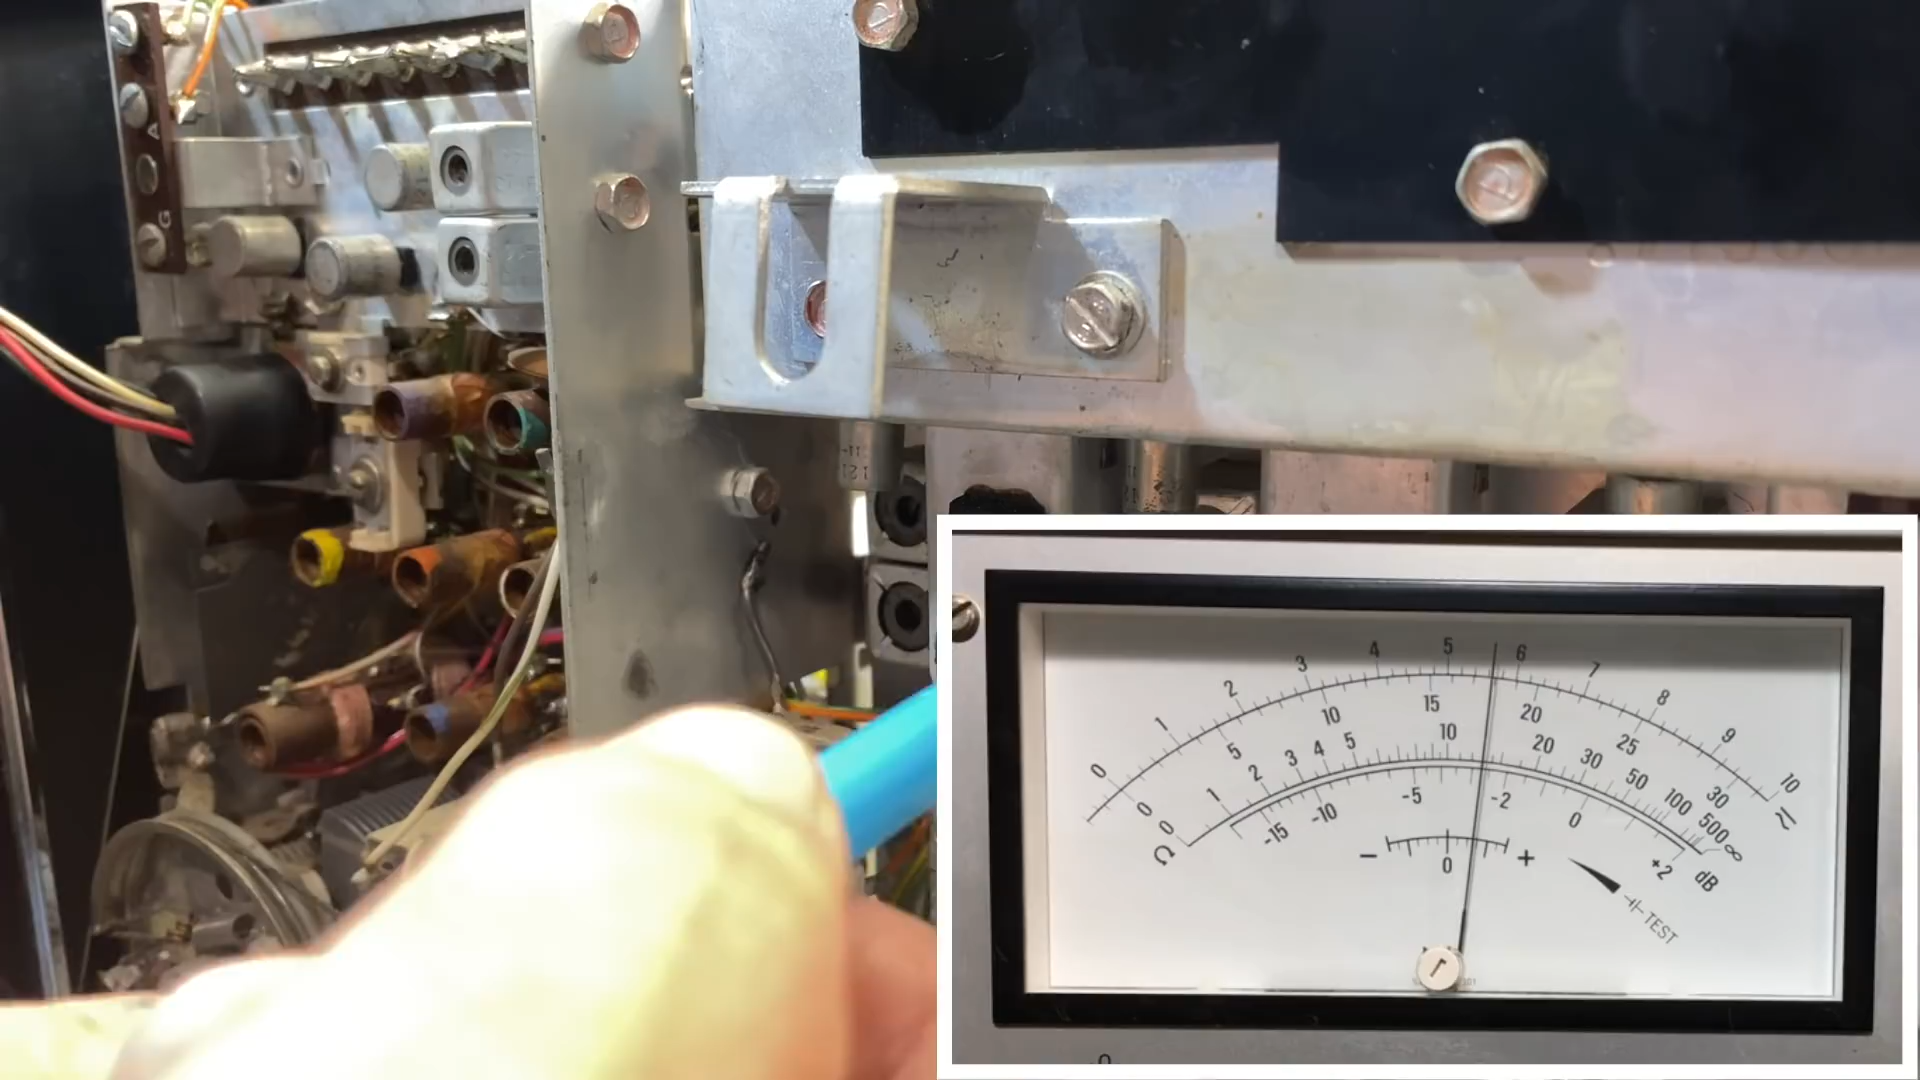 A
G
0 1 2 3 4 5 6 7 8 9 10
0 5 10 15 20 25 30
Ω 0 1 2 3 4 5 10 20 30 50 100 500 ∞
-15 -10 -5 -2 0 +2 dB
− 0 +
TEST